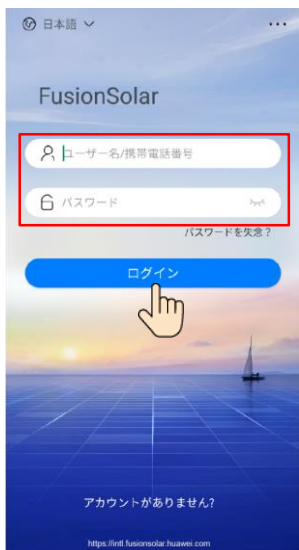 日本語
FusionSolar
ユーザー名/携帯電話番号
パスワード
パスワードを失念？
ログイン
アカウントがありません?
https://intl.fusionsolar.huawei.com